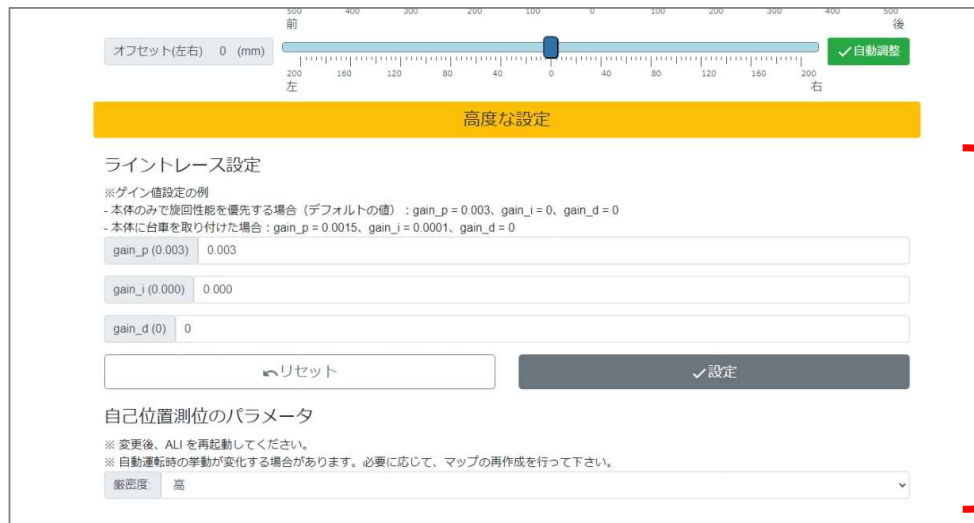 500 400 300 200 100 0 100 200 300 400 500
前 後
オフセット(左右) 0 (mm)
自動調整
200 160 120 80 40 0 40 80 120 160 200
左 右
高度な設定
ライントレース設定
※ゲイン値設定の例
- 本体のみで旋回性能を優先する場合（デフォルトの値）：gain_p = 0.003、gain_i = 0、gain_d = 0
- 本体に台車を取り付けた場合：gain_p = 0.0015、gain_i = 0.0001、gain_d = 0
gain_p (0.003) 0.003
gain_i (0.000) 0.000
gain_d (0) 0
リセット 設定
自己位置測位のパラメータ
※ 変更後、ALI を再起動してください。
※ 自動運転時の挙動が変化する場合があります。必要に応じて、マップの再作成を行って下さい。
厳密度: 高